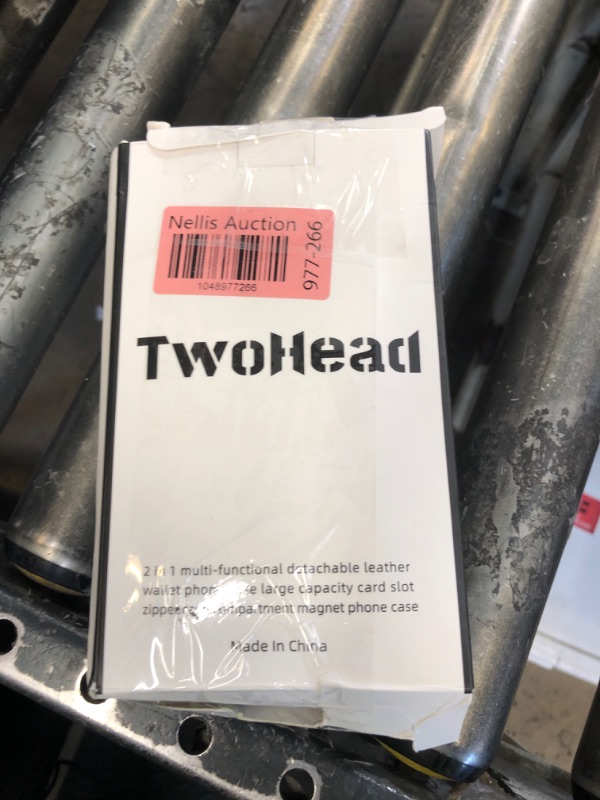 Nellis Auction
1048977266
977-266
TwoHead
2 in 1 multi-functional detachable leather
wallet phone case large capacity card slot
zippered compartment magnet phone case
Made In China